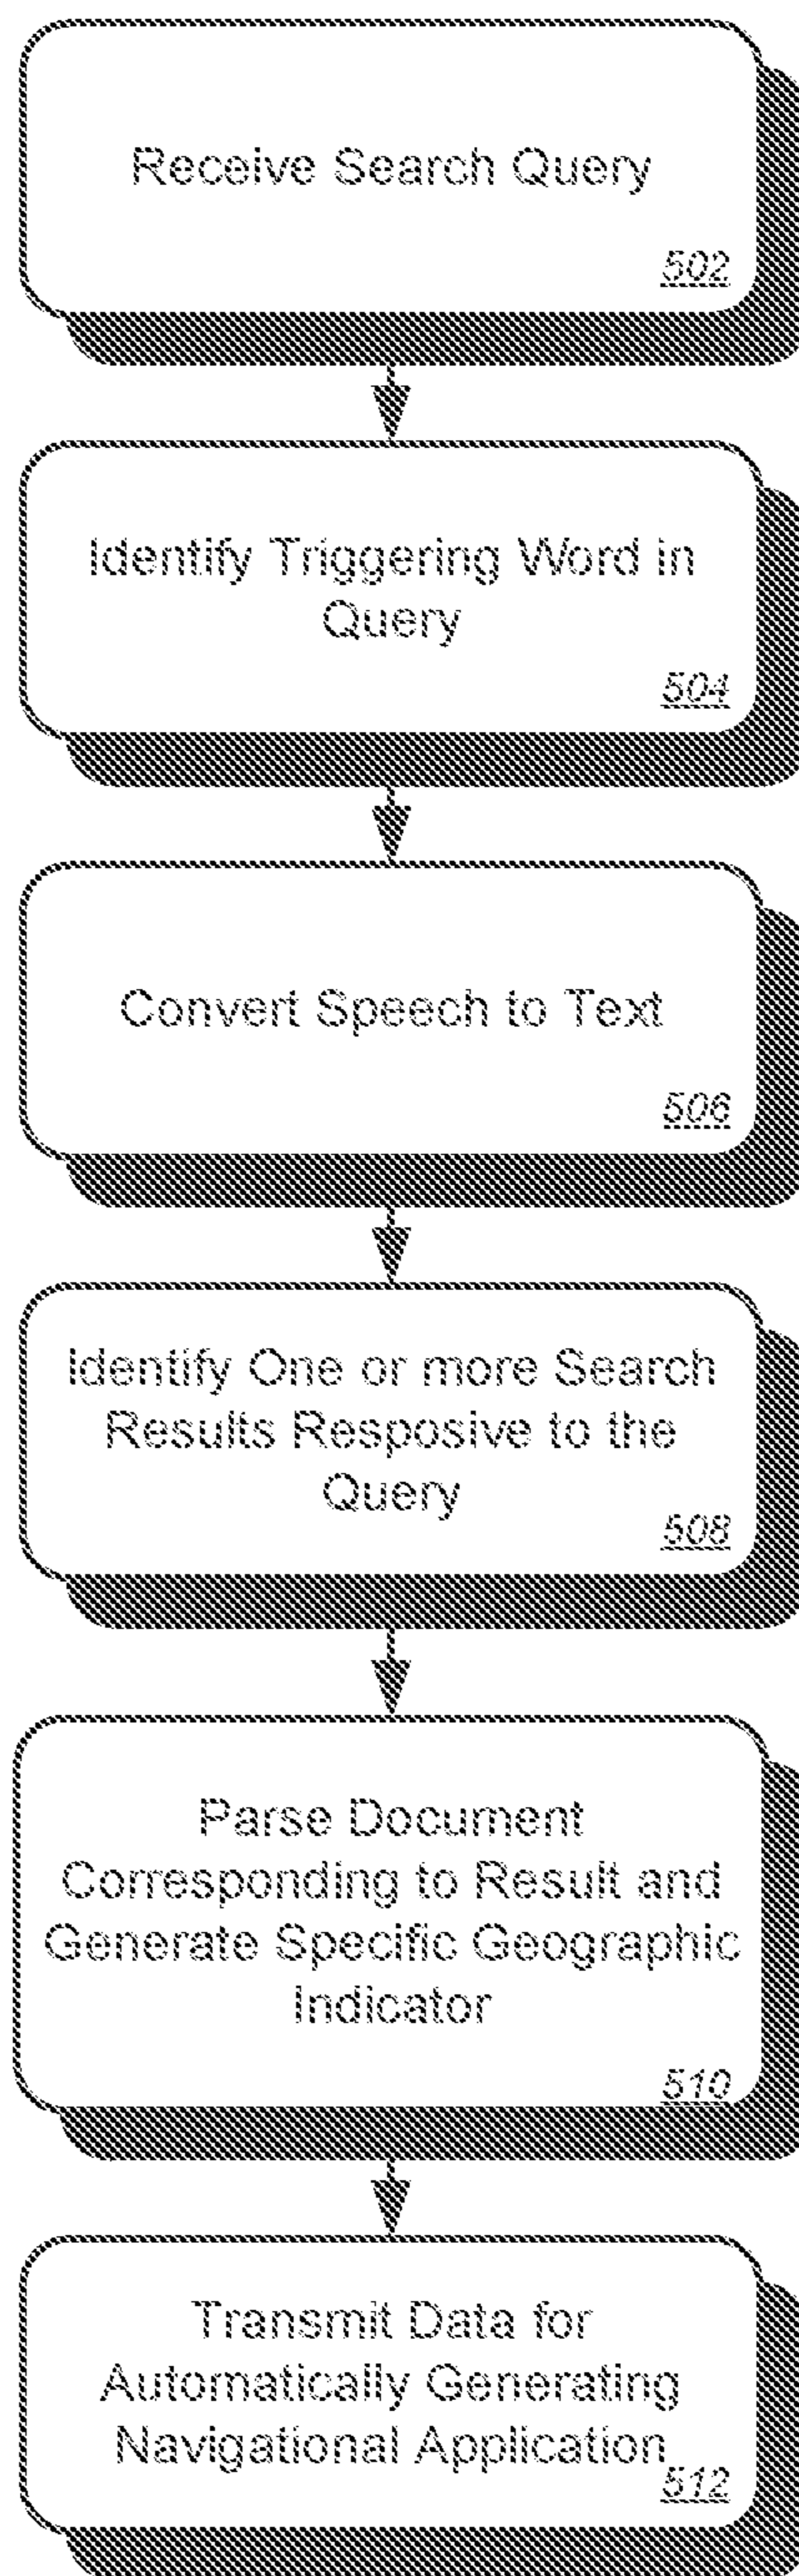 Receive Search Query
502
Identify Triggering Word in
Query
504
Convert Speech to Text
506
Identify One or more Search
Results Resposive to the
Query
508
Parse Document
Corresponding to Result and
Generate Specific Geographic
Indicator
510
Transmit Data for
Automatically Generating
Navigational Application
512